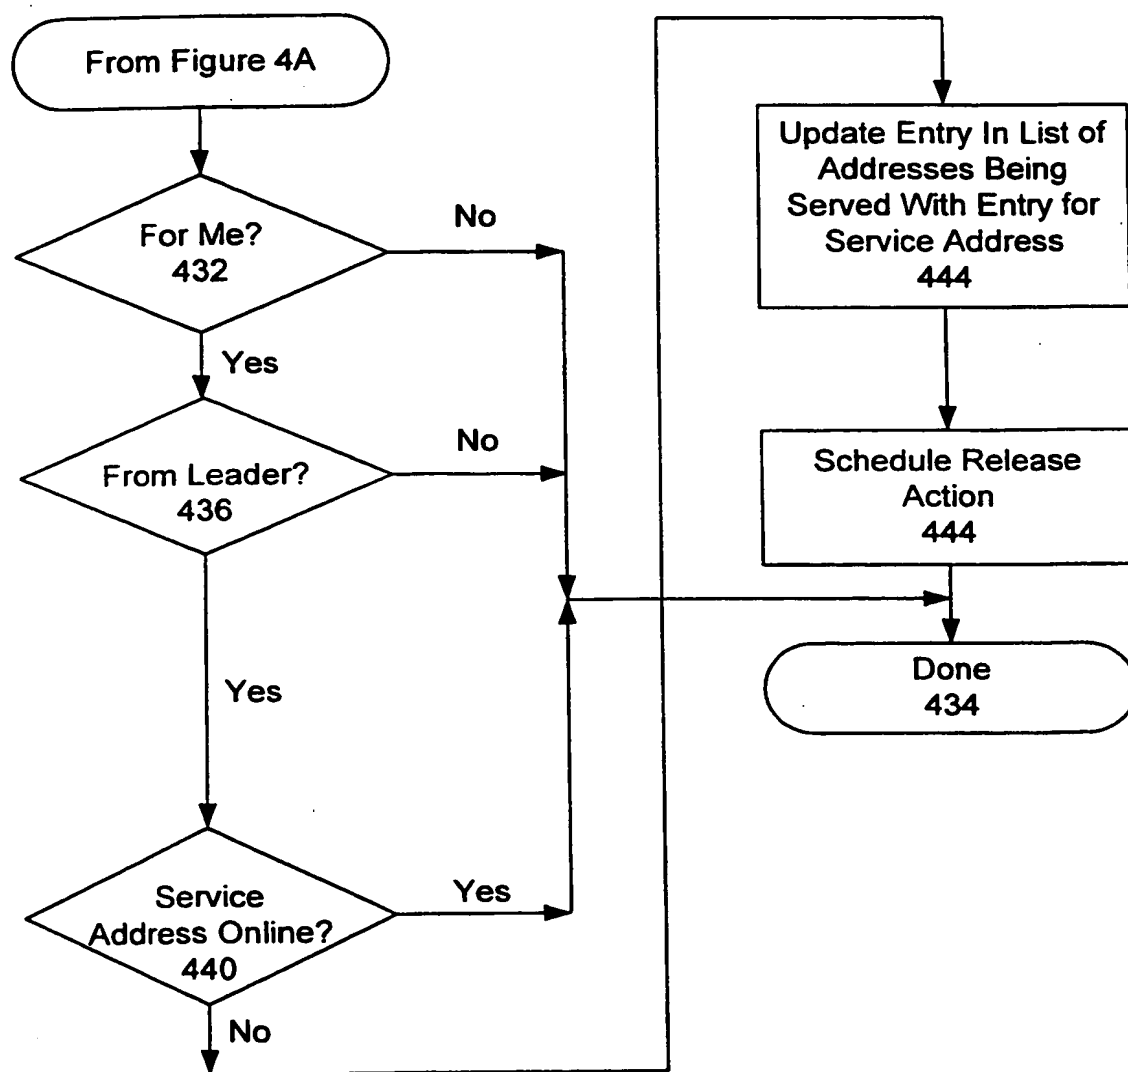 From Figure 4A
For Me?
432
No
Yes
From Leader?
436
No
Yes
Service
Address Online?
440
Yes
No
Update Entry In List of
Addresses Being
Served With Entry for
Service Address
444
Schedule Release
Action
444
Done
434